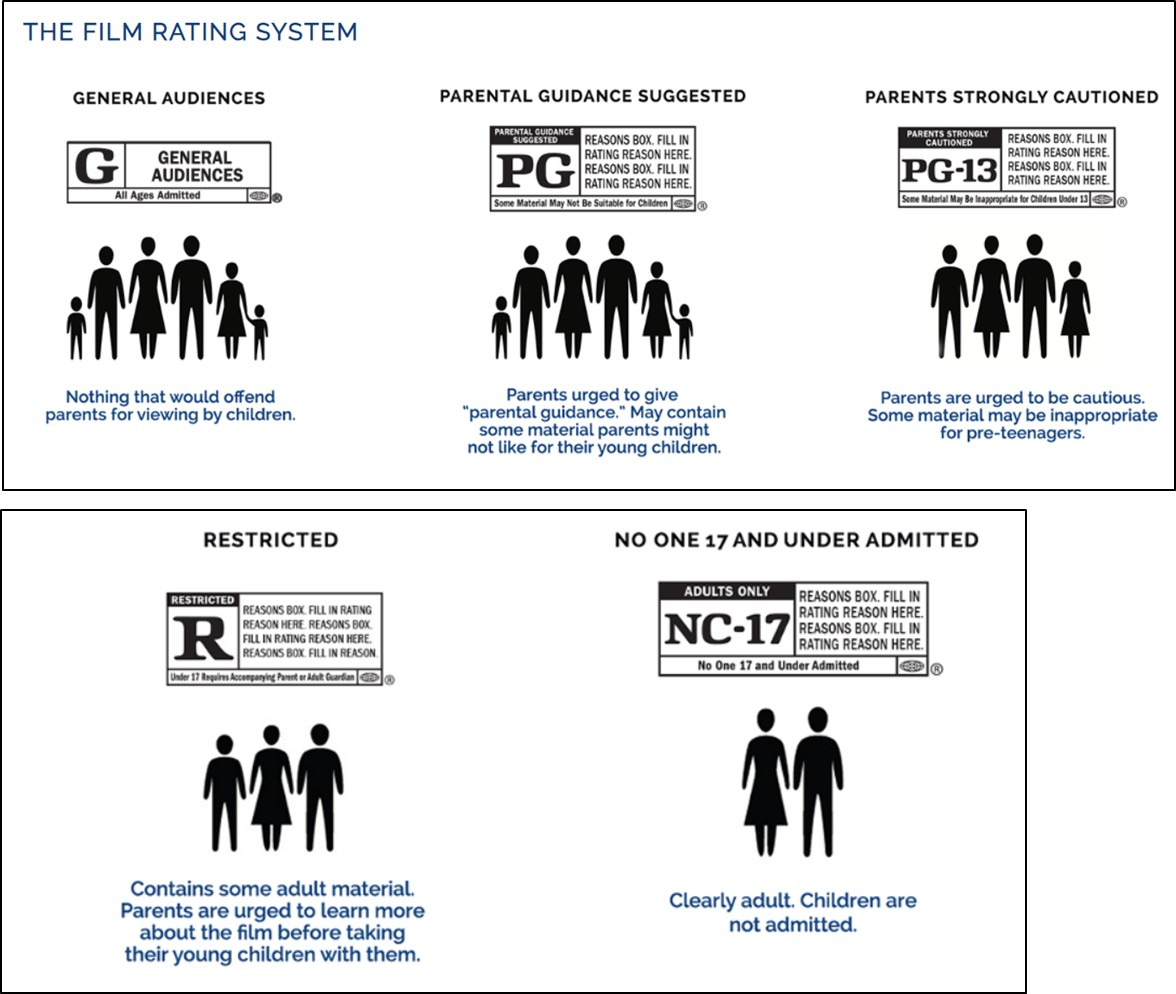 THE FILM RATING SYSTEM
GENERAL AUDIENCES
G
GENERAL
AUDIENCES
All Ages Admitted
®
Nothing that would offend
parents for viewing by children.
PARENTAL GUIDANCE SUGGESTED
PARENTAL GUIDANCE
SUGGESTED
PG
REASONS BOX. FILL IN
RATING REASON HERE.
REASONS BOX. FILL IN
RATING REASON HERE.
Some Material May Not Be Suitable for Children
®
Parents urged to give
“parental guidance.” May contain
some material parents might
not like for their young children.
PARENTS STRONGLY CAUTIONED
PARENTS STRONGLY
CAUTIONED
PG-13
REASONS BOX. FILL IN
RATING REASON HERE.
REASONS BOX. FILL IN
RATING REASON HERE.
Some Material May Be Inappropriate for Children Under 13
®
Parents are urged to be cautious.
Some material may be inappropriate
for pre-teenagers.
RESTRICTED
RESTRICTED
R
REASONS BOX. FILL IN RATING
REASON HERE. REASONS BOX.
FILL IN RATING REASON HERE.
REASONS BOX. FILL IN REASON.
Under 17 Requires Accompanying Parent or Adult Guardian
®
Contains some adult material.
Parents are urged to learn more
about the film before taking
their young children with them.
NO ONE 17 AND UNDER ADMITTED
ADULTS ONLY
NC-17
REASONS BOX. FILL IN
RATING REASON HERE.
REASONS BOX. FILL IN
RATING REASON HERE.
No One 17 and Under Admitted
®
Clearly adult. Children are
not admitted.